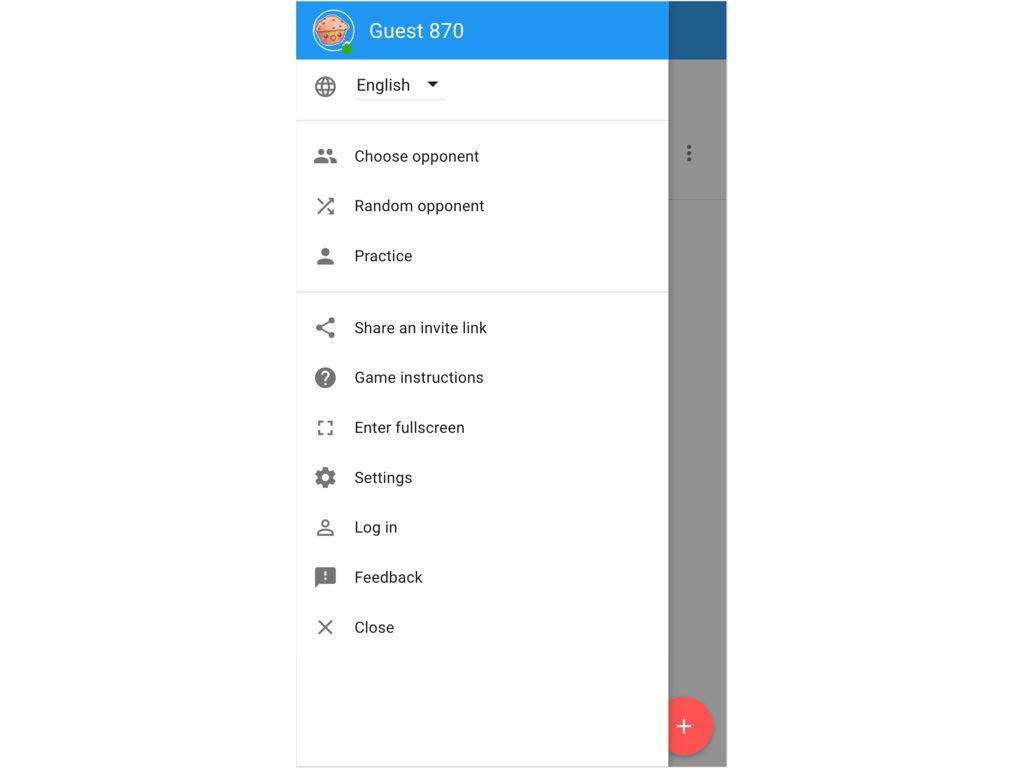 Guest 870
English
Choose opponent
Random opponent
Practice
Share an invite link
Game instructions
Enter fullscreen
Settings
Log in
Feedback
Close